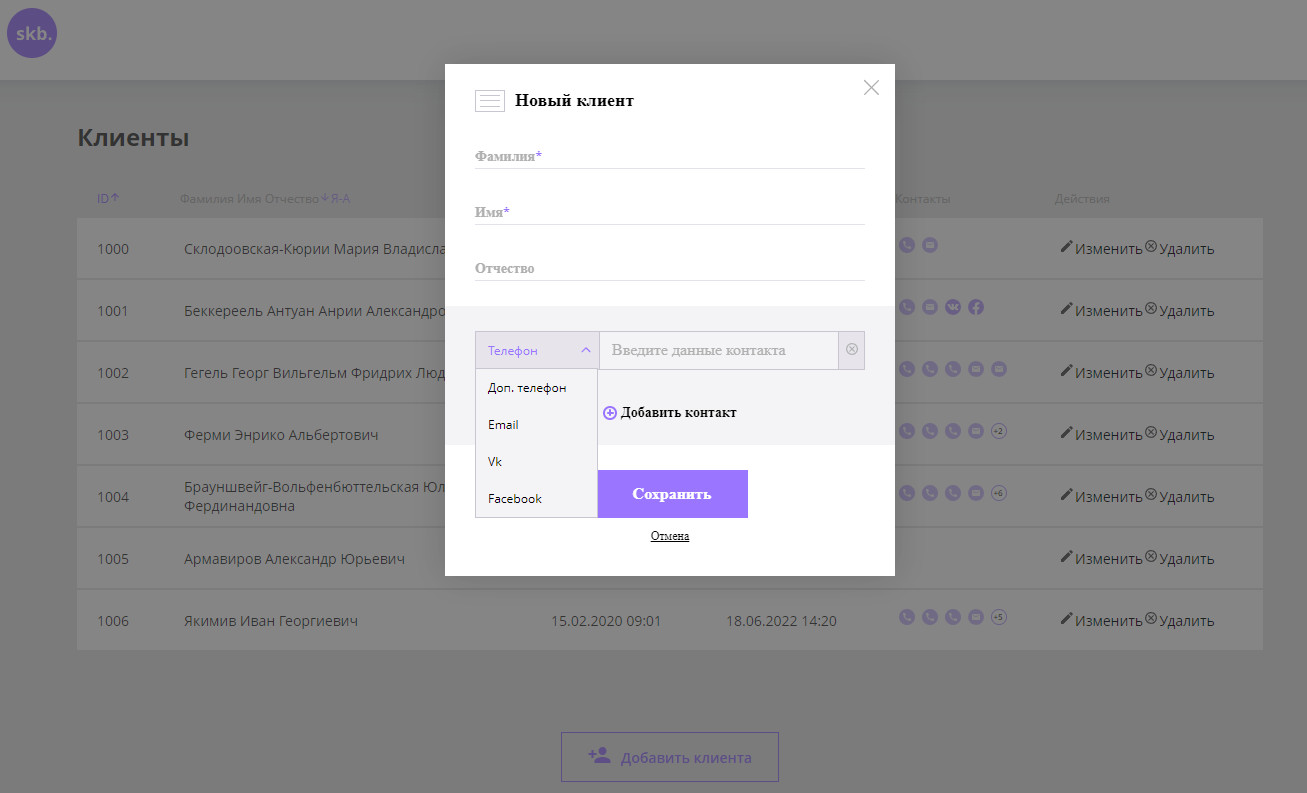 skb.
Новый клиент
Фамилия*
Имя*
Отчество
Телефон
Введите данные контакта
Доп. телефон
Email
Vk
Facebook
Добавить контакт
Сохранить
Отмена
Клиенты
ID Фамилия Имя Отчество Я-А Контакты Действия
1000 Склодоовская-Кюрии Мария Владисла Изменить Удалить
1001 Беккереель Антуан Анрии Александро Изменить Удалить
1002 Гегель Георг Вильгельм Фридрих Люд Изменить Удалить
1003 Ферми Энрико Альбертович +2 Изменить Удалить
1004 Брауншвейг-Вольфенбюттельская Юл +6 Изменить Удалить
Фердинандовна
1005 Армавиров Александр Юрьевич Изменить Удалить
1006 Якимив Иван Георгиевич 15.02.2020 09:01 18.06.2022 14:20 +5 Изменить Удалить
Добавить клиента